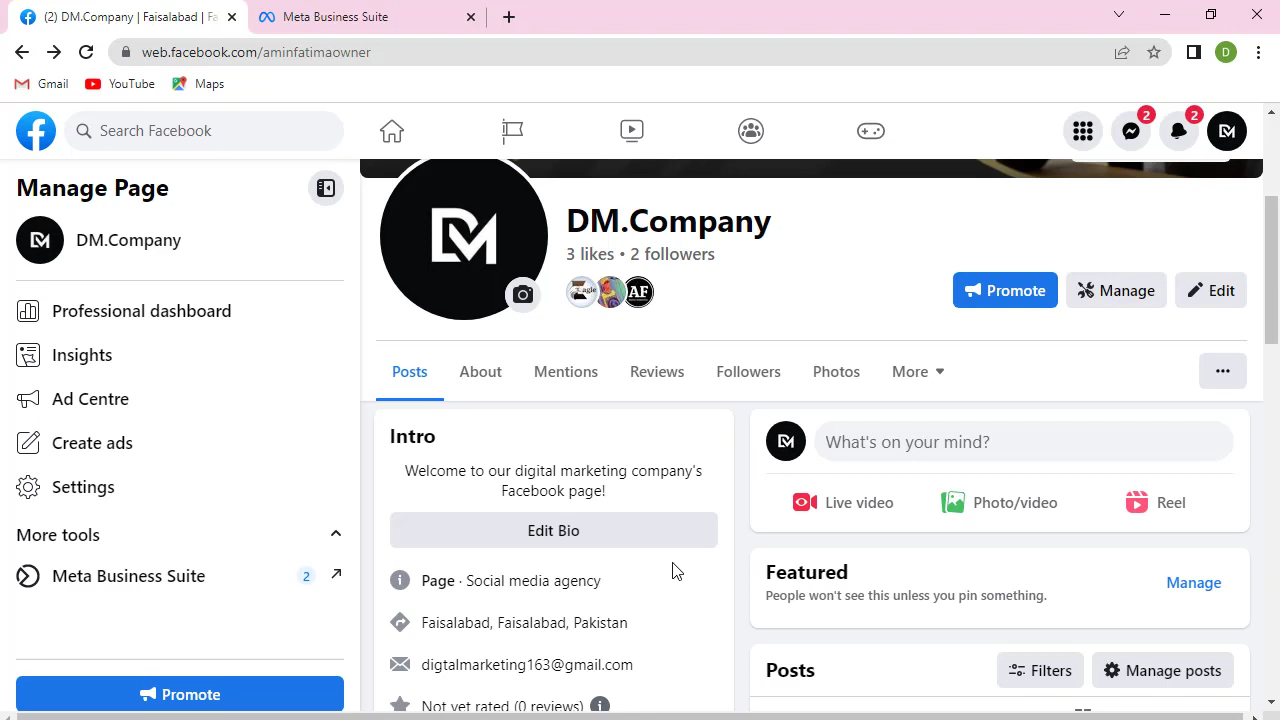 (2) DM.Company | Faisalabad | Fa
Meta Business Suite
web.facebook.com/aminfatimaowner
D
Gmail
YouTube
Maps
Search Facebook
2
2
DM
Manage Page
DM
DM.Company
Professional dashboard
Insights
Ad Centre
Create ads
Settings
More tools
Meta Business Suite
2
Promote
DM
DM.Company
3 likes • 2 followers
AF
Promote
Manage
Edit
Posts
About
Mentions
Reviews
Followers
Photos
More
Intro
Welcome to our digital marketing company's
Facebook page!
Edit Bio
Page · Social media agency
Faisalabad, Faisalabad, Pakistan
digtalmarketing163@gmail.com
Not yet rated (0 reviews)
DM
What's on your mind?
Live video
Photo/video
Reel
Featured
People won't see this unless you pin something.
Manage
Posts
Filters
Manage posts